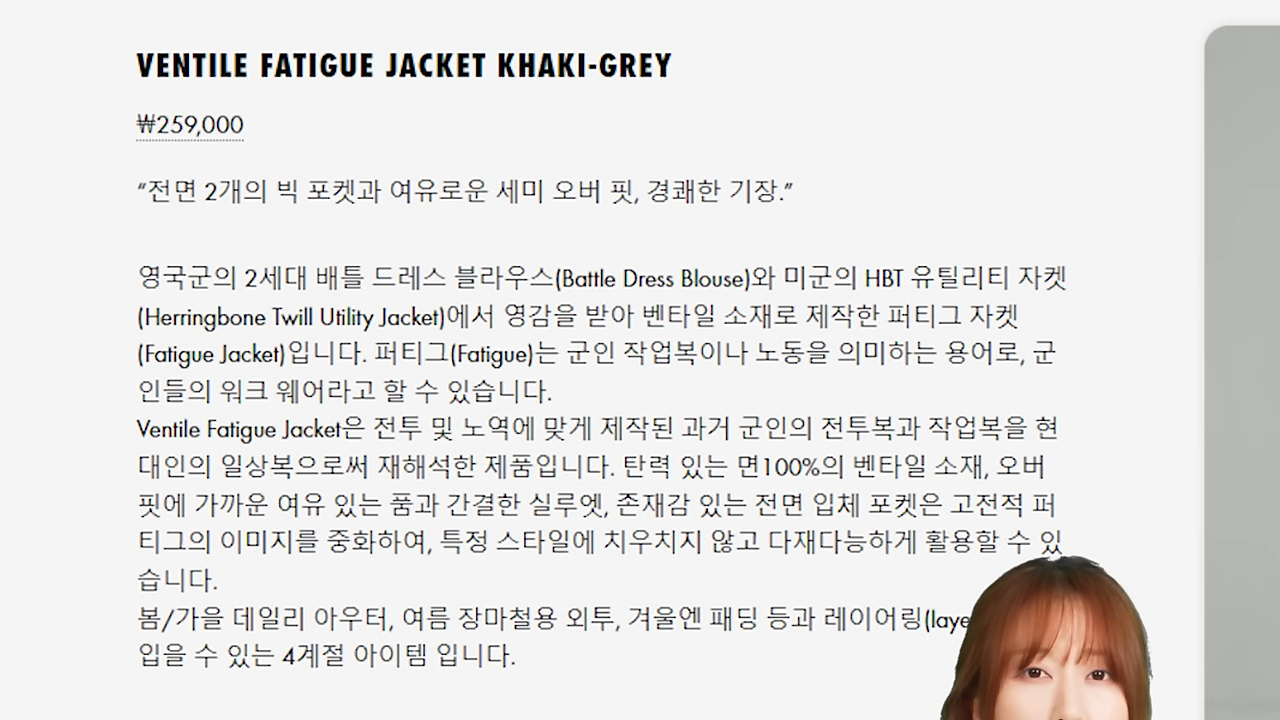 VENTILE FATIGUE JACKET KHAKI-GREY
₩259,000
“전면 2개의 빅 포켓과 여유로운 세미 오버 핏, 경쾌한 기장.”
영국군의 2세대 배틀 드레스 블라우스(Battle Dress Blouse)와 미군의 HBT 유틸리티 자켓
(Herringbone Twill Utility Jacket)에서 영감을 받아 벤타일 소재로 제작한 퍼티그 자켓
(Fatigue Jacket)입니다. 퍼티그(Fatigue)는 군인 작업복이나 노동을 의미하는 용어로, 군
인들의 워크 웨어라고 할 수 있습니다.
Ventile Fatigue Jacket은 전투 및 노역에 맞게 제작된 과거 군인의 전투복과 작업복을 현
대인의 일상복으로써 재해석한 제품입니다. 탄력 있는 면100%의 벤타일 소재, 오버
핏에 가까운 여유 있는 품과 간결한 실루엣, 존재감 있는 전면 입체 포켓은 고전적 퍼
티그의 이미지를 중화하여, 특정 스타일에 치우치지 않고 다재다능하게 활용할 수 있
습니다.
봄/가을 데일리 아우터, 여름 장마철용 외투, 겨울엔 패딩 등과 레이어링(laye
입을 수 있는 4계절 아이템 입니다.